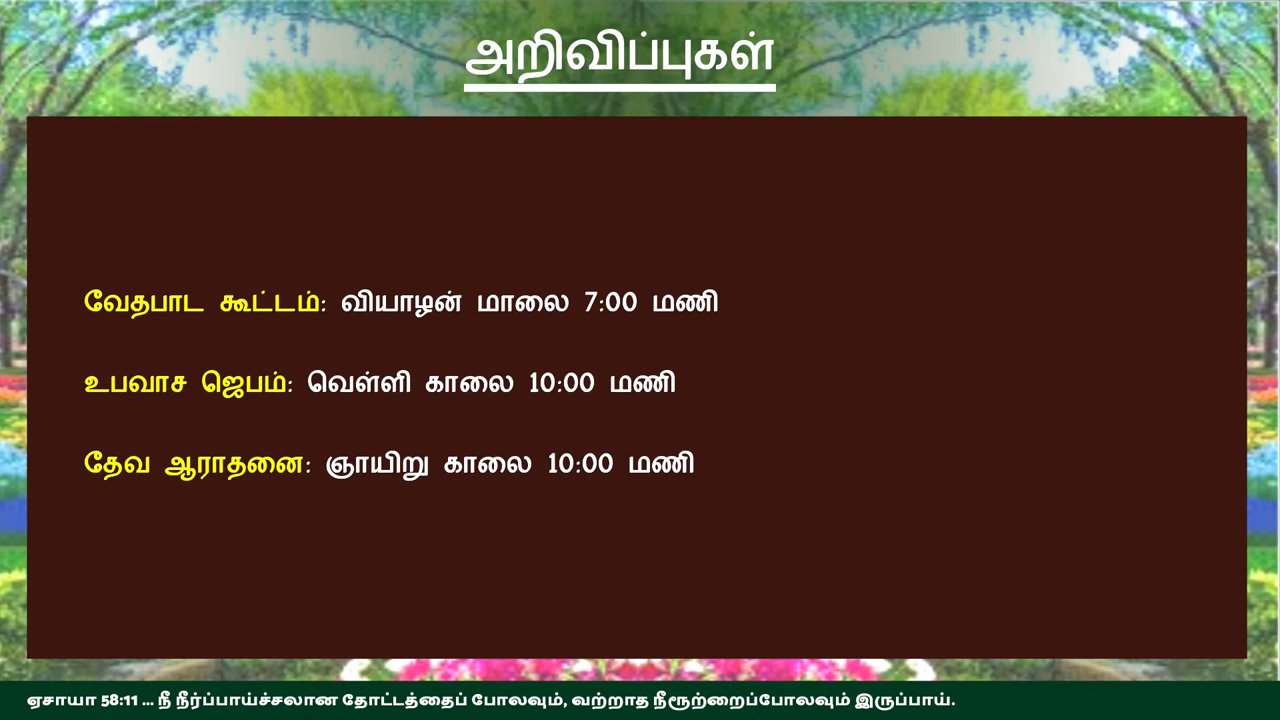 அறிவிப்புகள்
வேதபாட கூட்டம்: வியாழன் மாலை 7:00 மணி
உபவாச ஜெபம்: வெள்ளி காலை 10:00 மணி
தேவ ஆராதனை: ஞாயிறு காலை 10:00 மணி
ஏசாயா 58:11 ... நீ நீர்ப்பாய்ச்சலான தோட்டத்தைப் போலவும், வற்றாத நீரூற்றைப்போலவும் இருப்பாய்.